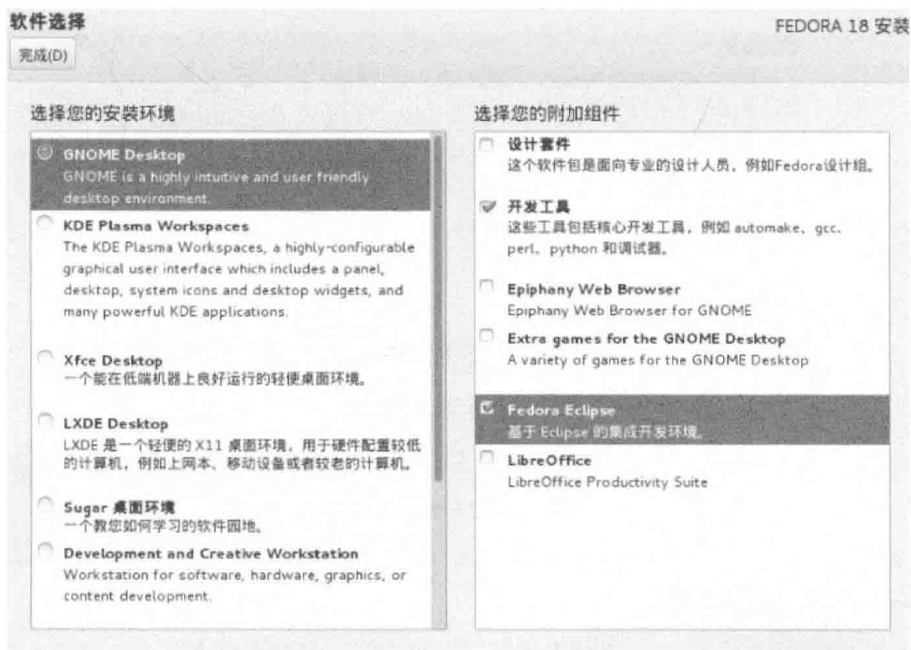 软件选择
FEDORA 18 安装
完成(D)
选择您的安装环境
GNOME Desktop
GNOME is a highly intuitive and user friendly
desktop environment.
KDE Plasma Workspaces
The KDE Plasma Workspaces, a highly-configurable
graphical user interface which includes a panel,
desktop, system icons and desktop widgets, and
many powerful KDE applications.
Xfce Desktop
一个能在低端机器上良好运行的轻便桌面环境。
LXDE Desktop
LXDE 是一个轻便的 X11 桌面环境，用于硬件配置较低
的计算机，例如上网本、移动设备或者较老的计算机。
Sugar 桌面环境
一个教您如何学习的软件园地。
Development and Creative Workstation
Workstation for software, hardware, graphics, or
content development.
选择您的附加组件
设计套件
这个软件包是面向专业的设计人员，例如Fedora设计组。
开发工具
这些工具包括核心开发工具，例如 automake、gcc、
perl、python 和调试器。
Epiphany Web Browser
Epiphany Web Browser for GNOME
Extra games for the GNOME Desktop
A variety of games for the GNOME Desktop
Fedora Eclipse
基于 Eclipse 的集成开发环境。
LibreOffice
LibreOffice Productivity Suite